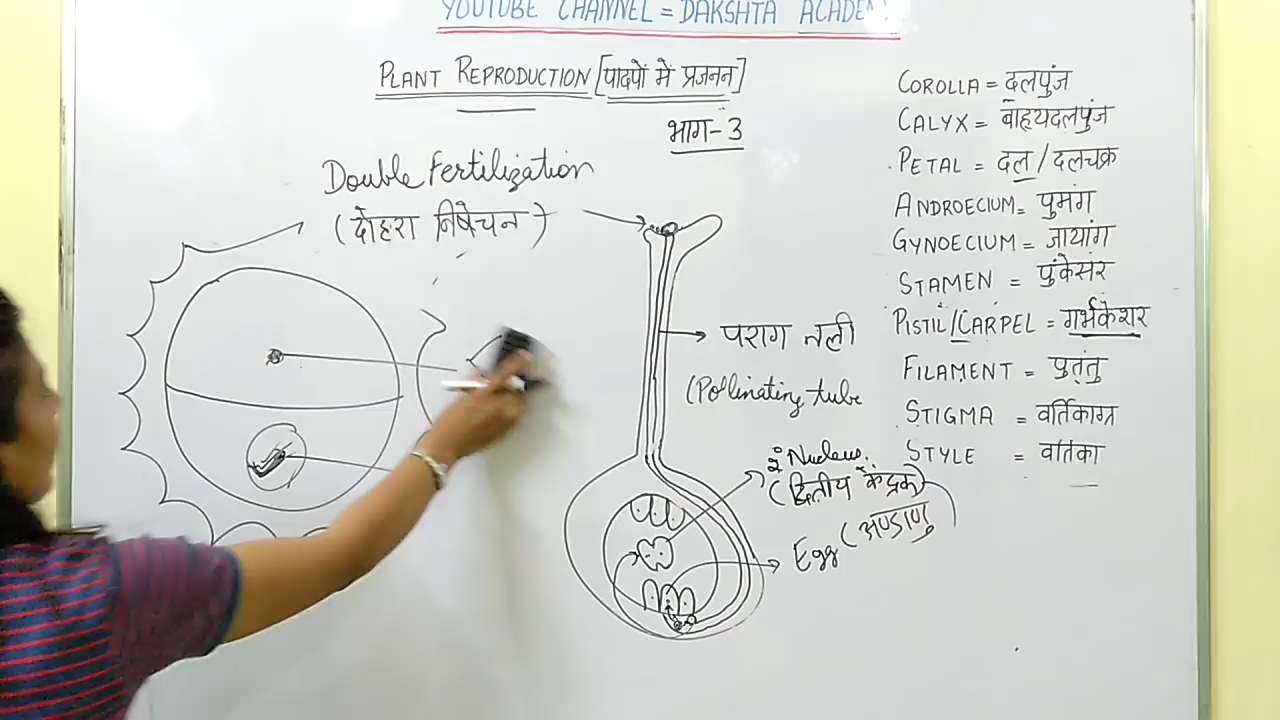 YOUTUBE CHANNEL = DAKSHTA ACADEM
PLANT REPRODUCTION [पादपों में प्रजनन]
भाग-3
Double Fertilization
(दोहरा निषेचन)
पराग नली
(Pollinating tube
2° Nucleus.
(द्वितीय केंद्रक)
Egg (अण्डाणु)
COROLLA = दलपुंज
CALYX = बाह्यदलपुंज
PETAL = दल/दलचक्र
ANDROECIUM = पुमंग
GYNOECIUM = जायांग
STAMEN = पुंकेसर
PISTIL/CARPEL = गर्भकेशर
FILAMENT = पुतंतु
STIGMA = वर्तिकाग्र
STYLE = वर्तिका